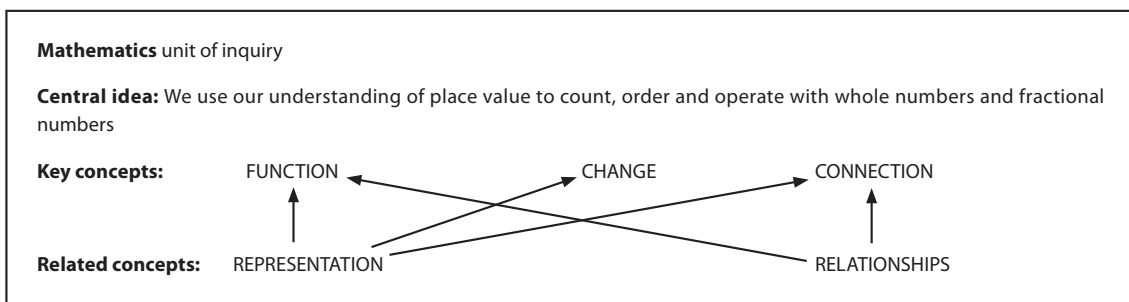 Mathematics unit of inquiry
Central idea: We use our understanding of place value to count, order and operate with whole numbers and fractional
numbers
Key concepts: FUNCTION CHANGE CONNECTION
Related concepts: REPRESENTATION RELATIONSHIPS